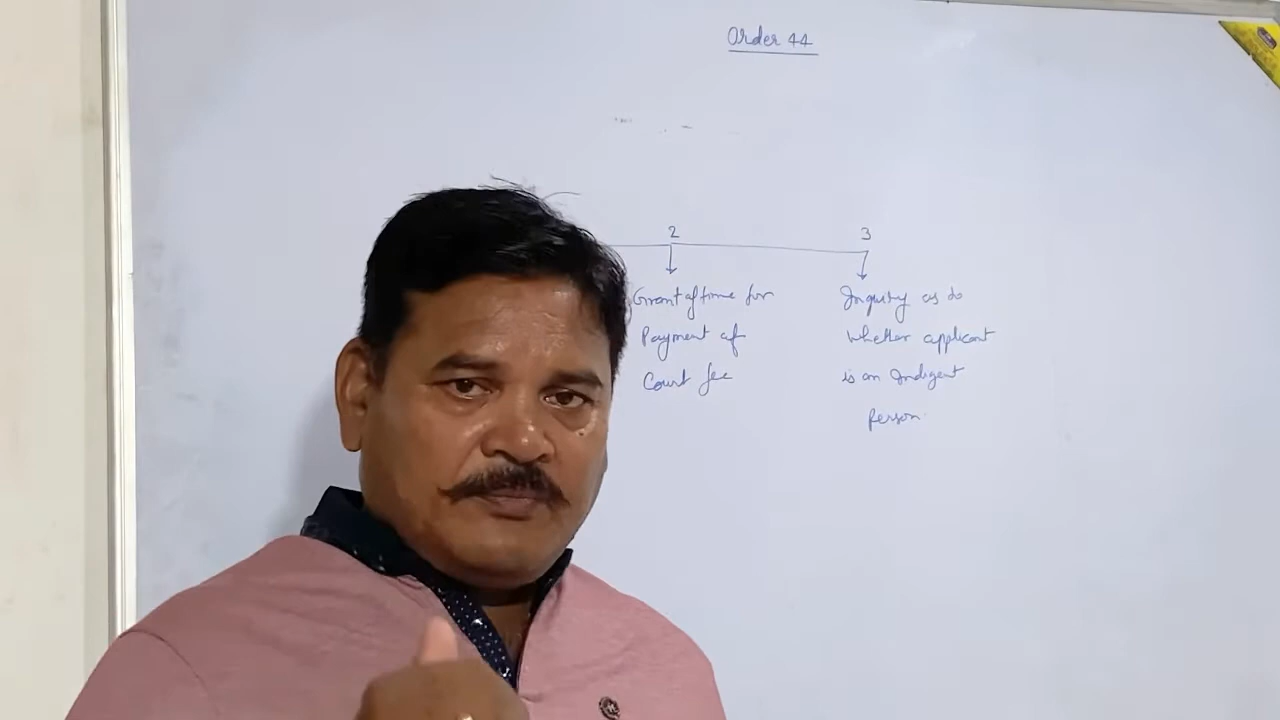 Order 44
2
3
Grant of time for
Payment of
Court fee
Inquiry as to
whether applicant
is an Indigent
Person